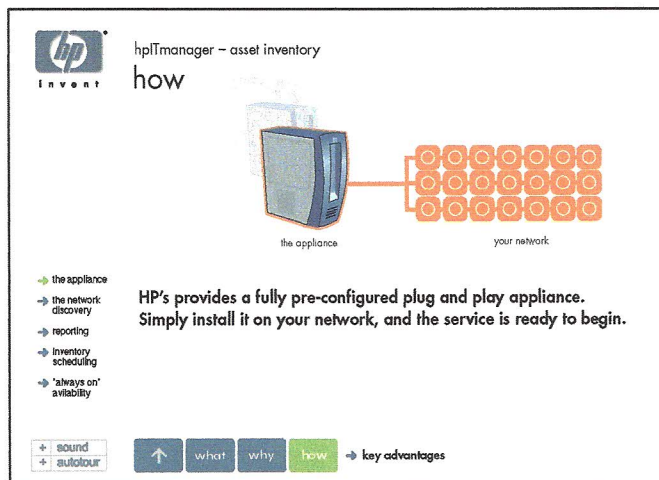 hp
invent
hpITmanager – asset inventory
how
the appliance
your network
the appliance
the network
discovery
reporting
inventory
scheduling
"always on"
avilability
HP's provides a fully pre-configured plug and play appliance.
Simply install it on your network, and the service is ready to begin.
+ sound
+ autotour
what
why
how
key advantages